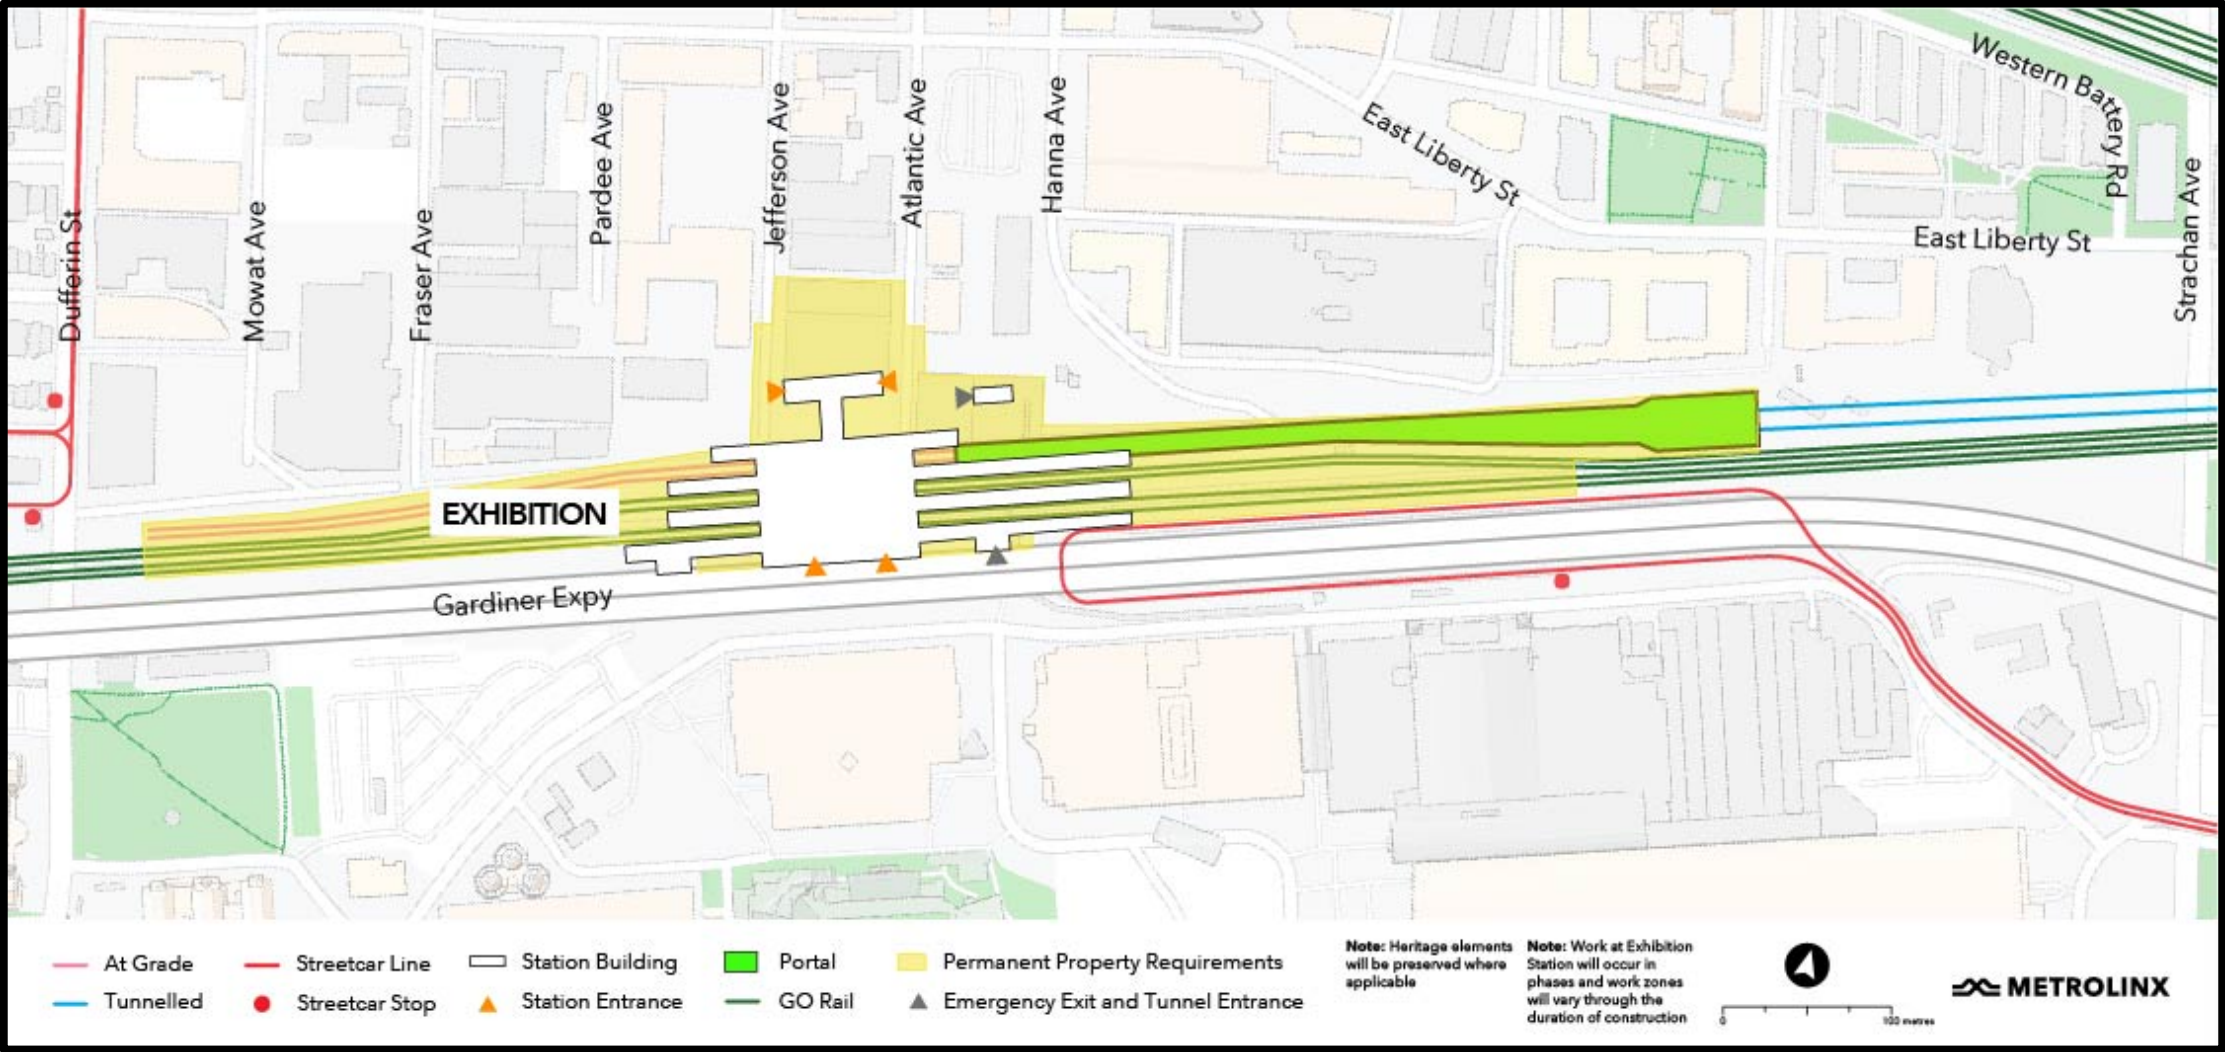 Western Battery Rd
Dufferin St
Mowat Ave
Fraser Ave
Pardee Ave
Jefferson Ave
Atlantic Ave
Hanna Ave
East Liberty St
East Liberty St
Strachan Ave
EXHIBITION
Gardiner Expy
At Grade
Streetcar Line
Station Building
Portal
Permanent Property Requirements
Tunnelled
Streetcar Stop
Station Entrance
GO Rail
Emergency Exit and Tunnel Entrance
Note: Heritage elements
will be preserved where
applicable
Note: Work at Exhibition
Station will occur in
phases and work zones
will vary through the
duration of construction
0
100 metres
METROLINX